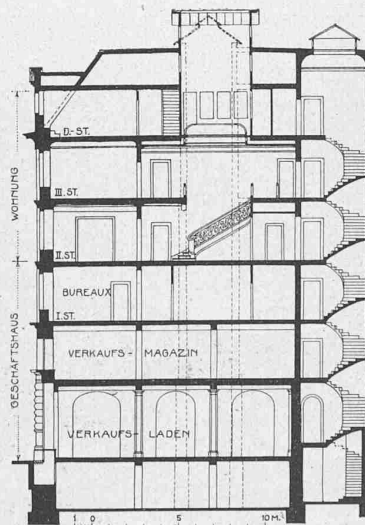 D.-ST.
III. ST.
WOHNUNG
II. ST.
BUREAUX
I. ST.
GESCHÄFTSHAUS
VERKAUFS - MAGAZIN
VERKAUFS - LADEN
1 0 5 10 M.